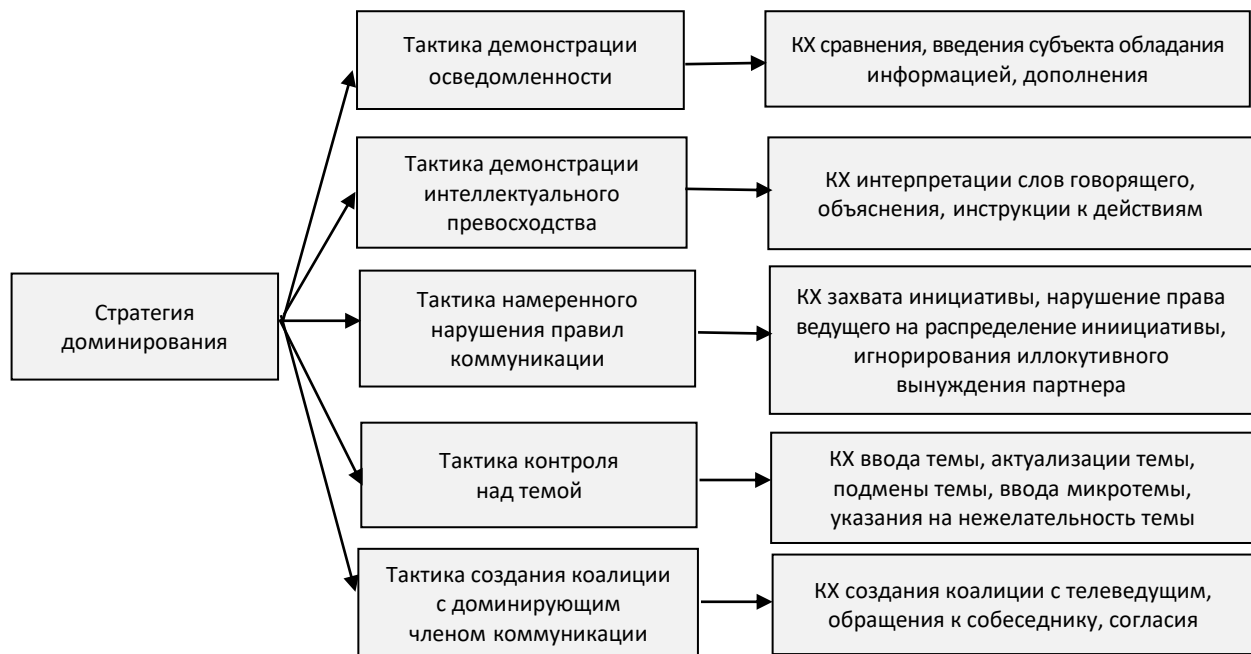 Тактика демонстрации
осведомленности
КХ сравнения, введения субъекта обладания
информацией, дополнения
Тактика демонстрации
интеллектуального
превосходства
КХ интерпретации слов говорящего,
объяснения, инструкции к действиям
Стратегия
доминирования
Тактика намеренного
нарушения правил
коммуникации
КХ захвата инициативы, нарушение права
ведущего на распределение иниициативы,
игнорирования иллокутивного
вынуждения партнера
Тактика контроля
над темой
КХ ввода темы, актуализации темы,
подмены темы, ввода микротемы,
указания на нежелательность темы
Тактика создания коалиции
с доминирующим
членом коммуникации
КХ создания коалиции с телеведущим,
обращения к собеседнику, согласия